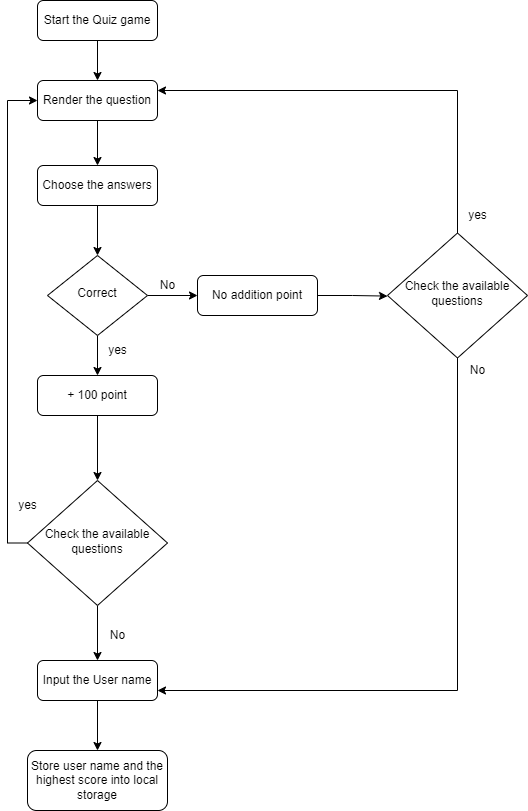 Start the Quiz game
Render the question
Choose the answers
yes
Correct
No
No addition point
Check the available
questions
yes
No
+ 100 point
yes
Check the available
questions
No
Input the User name
Store user name and the
highest score into local
storage